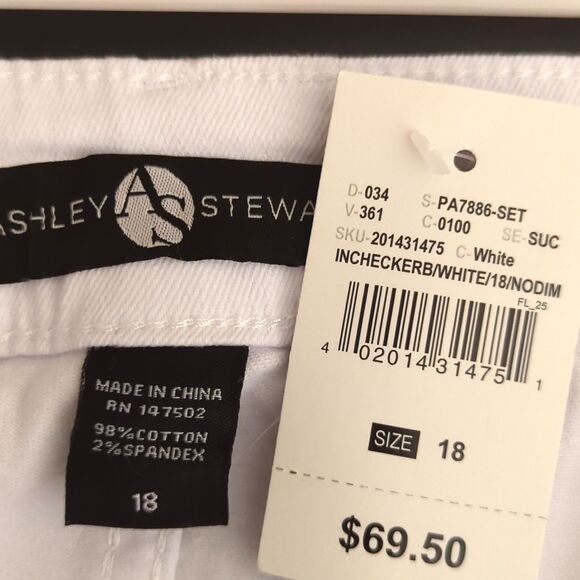 ASHLEY AS STEWA
MADE IN CHINA
RN 147502
98%COTTON
2%SPANDEX
18
D-034 S-PA7886-SET
V-361 C-0100 SE-SUC
SKU-201431475 C-White
INCHECKERB/WHITE/18/NODIM
FL_25
4 02014 31475 1
SIZE 18
$69.50